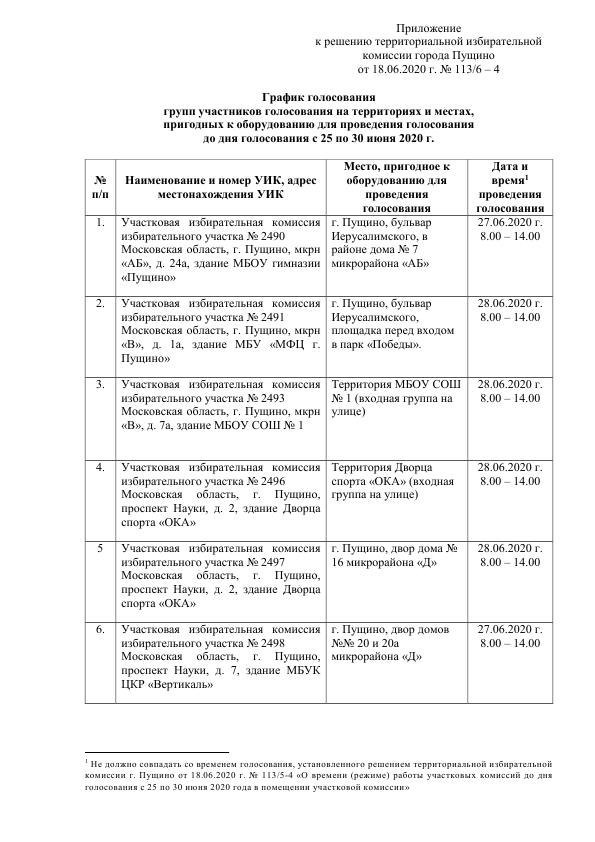 Приложение
к решению территориальной избирательной
комиссии города Пущино
от 18.06.2020 г. № 113/6 – 4
График голосования
групп участников голосования на территориях и местах,
пригодных к оборудованию для проведения голосования
до дня голосования с 25 по 30 июня 2020 г.
№
п/п
Наименование и номер УИК, адрес
местонахождения УИК
Место, пригодное к
оборудованию для
проведения
голосования
Дата и
время1
проведения
голосования
1.
Участковая избирательная комиссия
избирательного участка № 2490
Московская область, г. Пущино, мкрн
«АБ», д. 24а, здание МБОУ гимназии
«Пущино»
г. Пущино, бульвар
Иерусалимского, в
районе дома № 7
микрорайона «АБ»
27.06.2020 г.
8.00 – 14.00
2.
Участковая избирательная комиссия
избирательного участка № 2491
Московская область, г. Пущино, мкрн
«В», д. 1а, здание МБУ «МФЦ г.
Пущино»
г. Пущино, бульвар
Иерусалимского,
площадка перед входом
в парк «Победы».
28.06.2020 г.
8.00 – 14.00
3.
Участковая избирательная комиссия
избирательного участка № 2493
Московская область, г. Пущино, мкрн
«В», д. 7а, здание МБОУ СОШ № 1
Территория МБОУ СОШ
№ 1 (входная группа на
улице)
28.06.2020 г.
8.00 – 14.00
4.
Участковая избирательная комиссия
избирательного участка № 2496
Московская область, г. Пущино,
проспект Науки, д. 2, здание Дворца
спорта «ОКА»
Территория Дворца
спорта «ОКА» (входная
группа на улице)
28.06.2020 г.
8.00 – 14.00
5
Участковая избирательная комиссия
избирательного участка № 2497
Московская область, г. Пущино,
проспект Науки, д. 2, здание Дворца
спорта «ОКА»
г. Пущино, двор дома №
16 микрорайона «Д»
28.06.2020 г.
8.00 – 14.00
6.
Участковая избирательная комиссия
избирательного участка № 2498
Московская область, г. Пущино,
проспект Науки, д. 7, здание МБУК
ЦКР «Вертикаль»
г. Пущино, двор домов
№№ 20 и 20а
микрорайона «Д»
27.06.2020 г.
8.00 – 14.00
1 Не должно совпадать со временем голосования, установленного решением территориальной избирательной
комиссии г. Пущино от 18.06.2020 г. № 113/5-4 «О времени (режиме) работы участковых комиссий до дня
голосования с 25 по 30 июня 2020 года в помещении участковой комиссии»